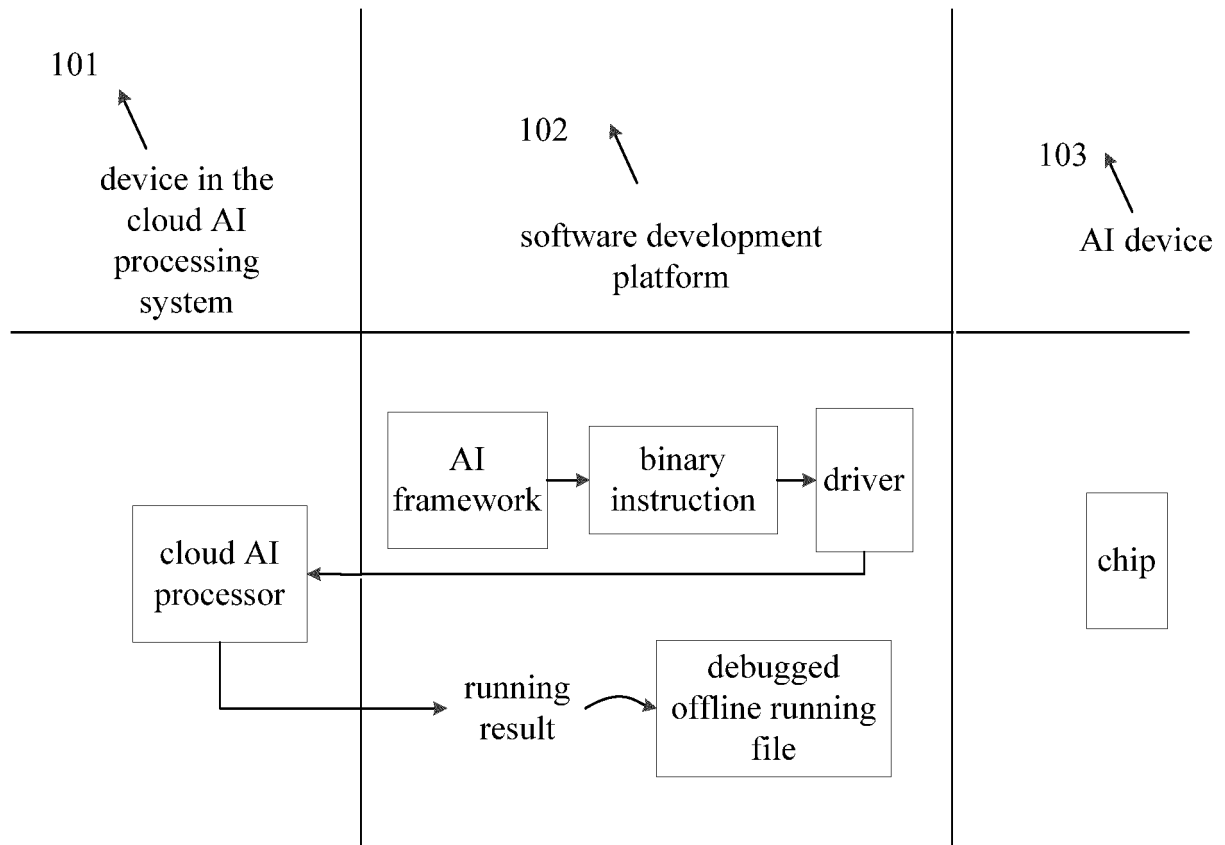 101
device in the
cloud AI
processing
system
102
software development
platform
103
AI device
AI
framework
binary
instruction
driver
cloud AI
processor
chip
running
result
debugged
offline running
file